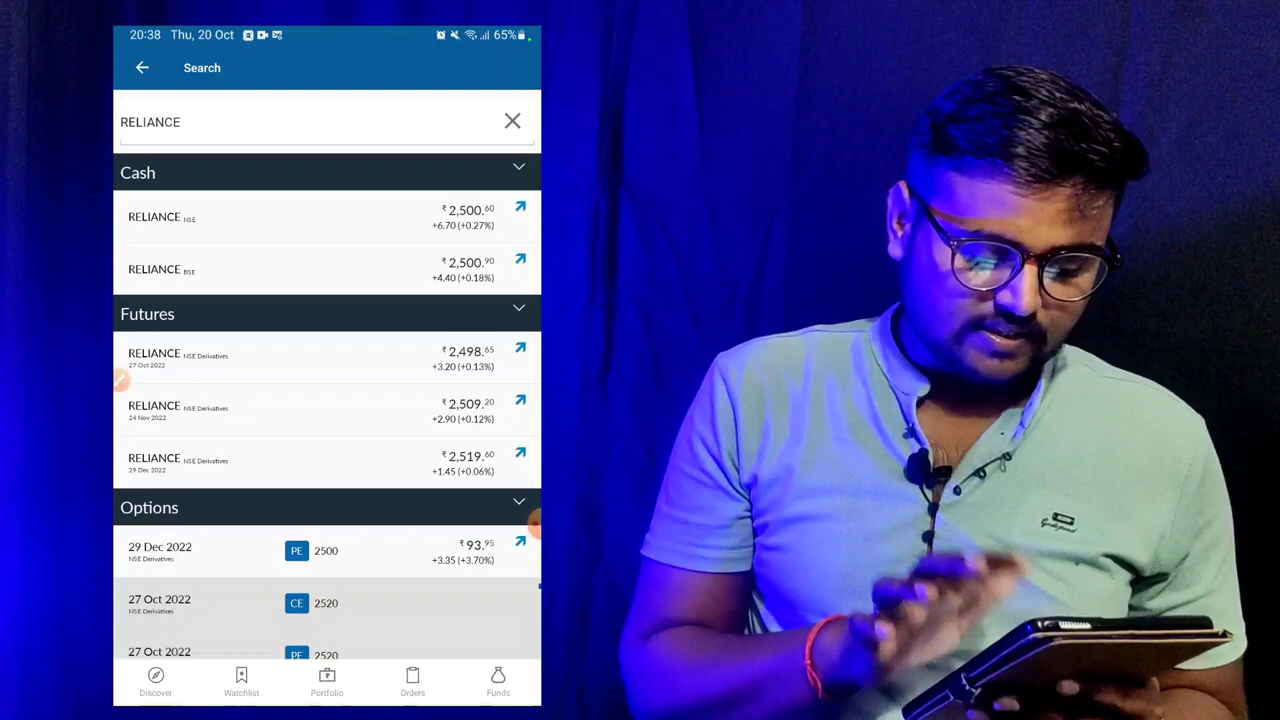 20:38 Thu, 20 Oct 65%
Search
RELIANCE
Cash
RELIANCE NSE ₹ 2,500.60
+6.70 (+0.27%)
RELIANCE BSE ₹ 2,500.90
+4.40 (+0.18%)
Futures
RELIANCE NSE Derivatives ₹ 2,498.65
27 Oct 2022 +3.20 (+0.13%)
RELIANCE NSE Derivatives ₹ 2,509.20
24 Nov 2022 +2.90 (+0.12%)
RELIANCE NSE Derivatives ₹ 2,519.60
29 Dec 2022 +1.45 (+0.06%)
Options
29 Dec 2022 PE 2500 ₹ 93.95
NSE Derivatives +3.35 (+3.70%)
27 Oct 2022 CE 2520
NSE Derivatives
27 Oct 2022 PE 2520
Discover Watchlist Portfolio Orders Funds